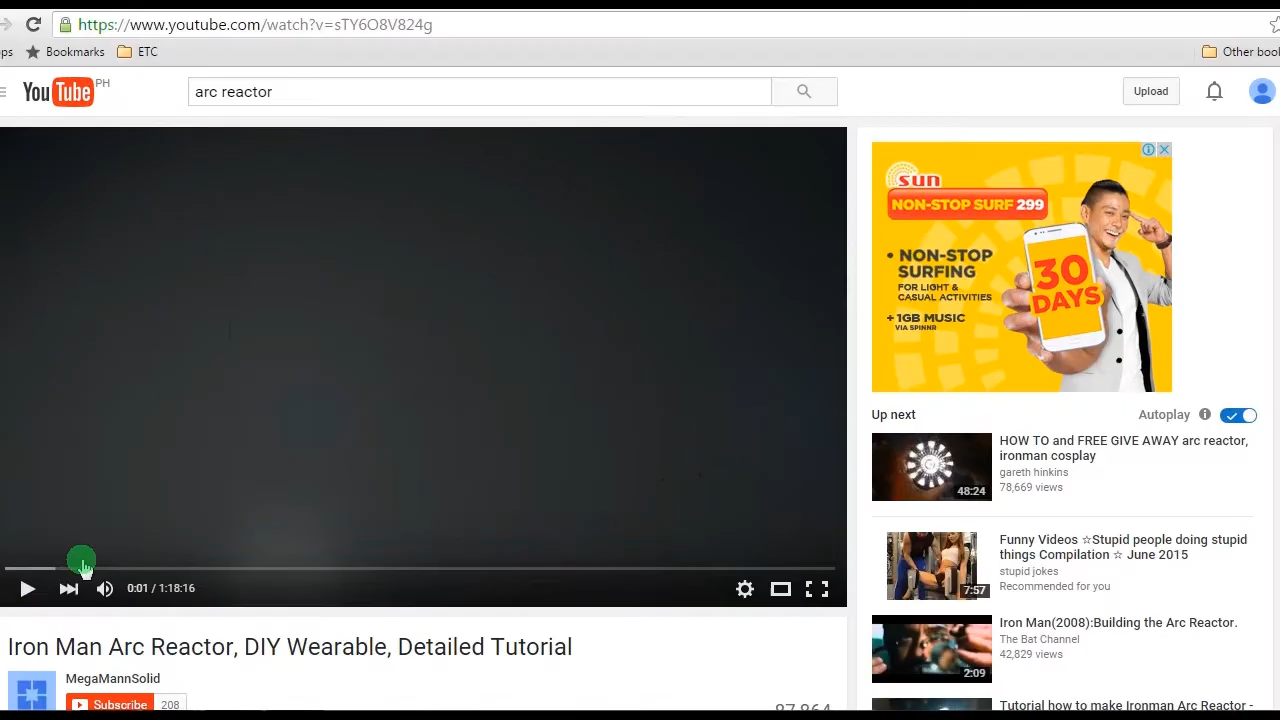 https://www.youtube.com/watch?v=sTY6O8V824g
ps Bookmarks ETC Other book
YouTube PH
arc reactor
Upload
sun
NON-STOP SURF 299
• NON-STOP
SURFING
FOR LIGHT &
CASUAL ACTIVITIES
+ 1GB MUSIC
VIA SPINNR
30
DAYS
Up next
Autoplay
HOW TO and FREE GIVE AWAY arc reactor,
ironman cosplay
gareth hinkins
78,669 views
48:24
Funny Videos ☆Stupid people doing stupid
things Compilation ☆ June 2015
stupid jokes
Recommended for you
7:57
Iron Man(2008):Building the Arc Reactor.
The Bat Channel
42,829 views
2:09
Tutorial how to make Ironman Arc Reactor -
0:01 / 1:18:16
Iron Man Arc Reactor, DIY Wearable, Detailed Tutorial
MegaMannSolid
Subscribe 208
87,864